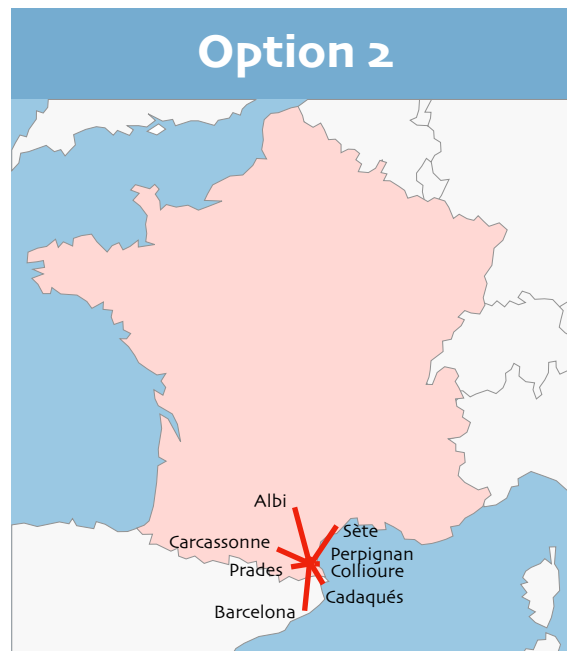 Option 2
Albi
Sète
Carcassonne
Perpignan
Prades
Collioure
Cadaqués
Barcelona